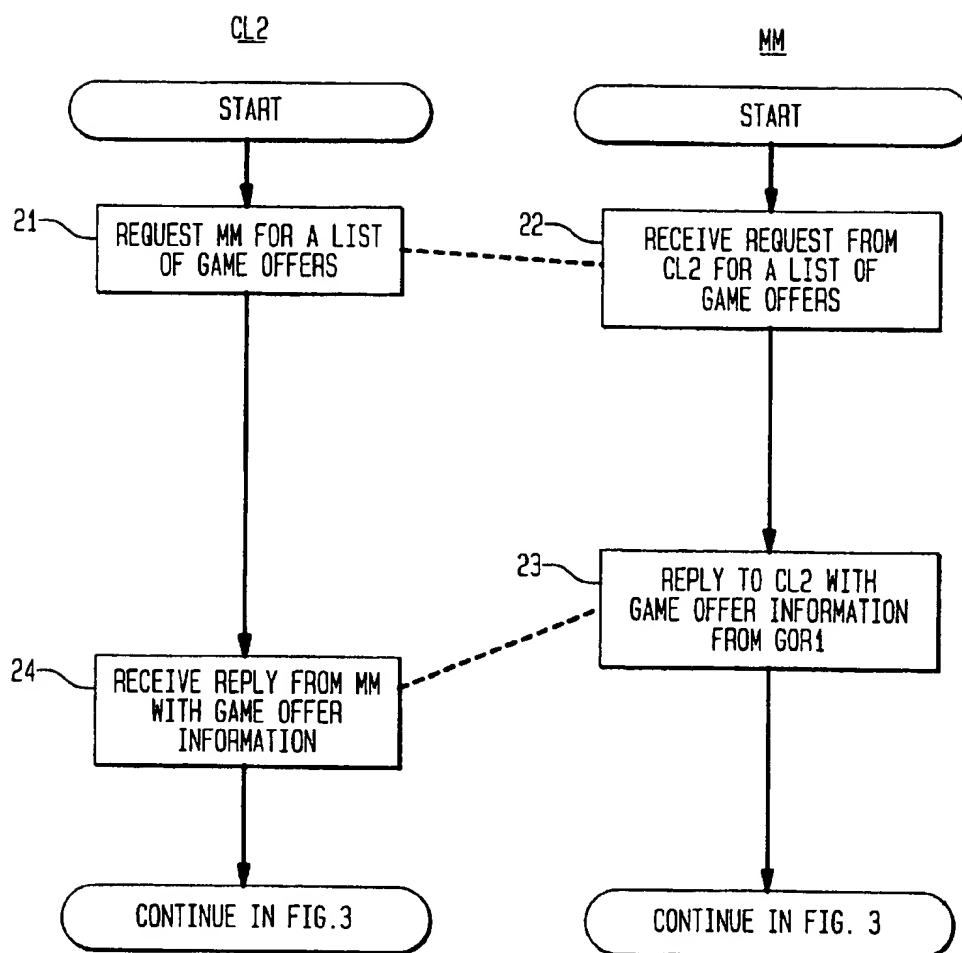 CL2
START
21
REQUEST MM FOR A LIST
OF GAME OFFERS
24
RECEIVE REPLY FROM MM
WITH GAME OFFER
INFORMATION
CONTINUE IN FIG.3
MM
START
22
RECEIVE REQUEST FROM
CL2 FOR A LIST OF
GAME OFFERS
23
REPLY TO CL2 WITH
GAME OFFER INFORMATION
FROM GOR1
CONTINUE IN FIG. 3